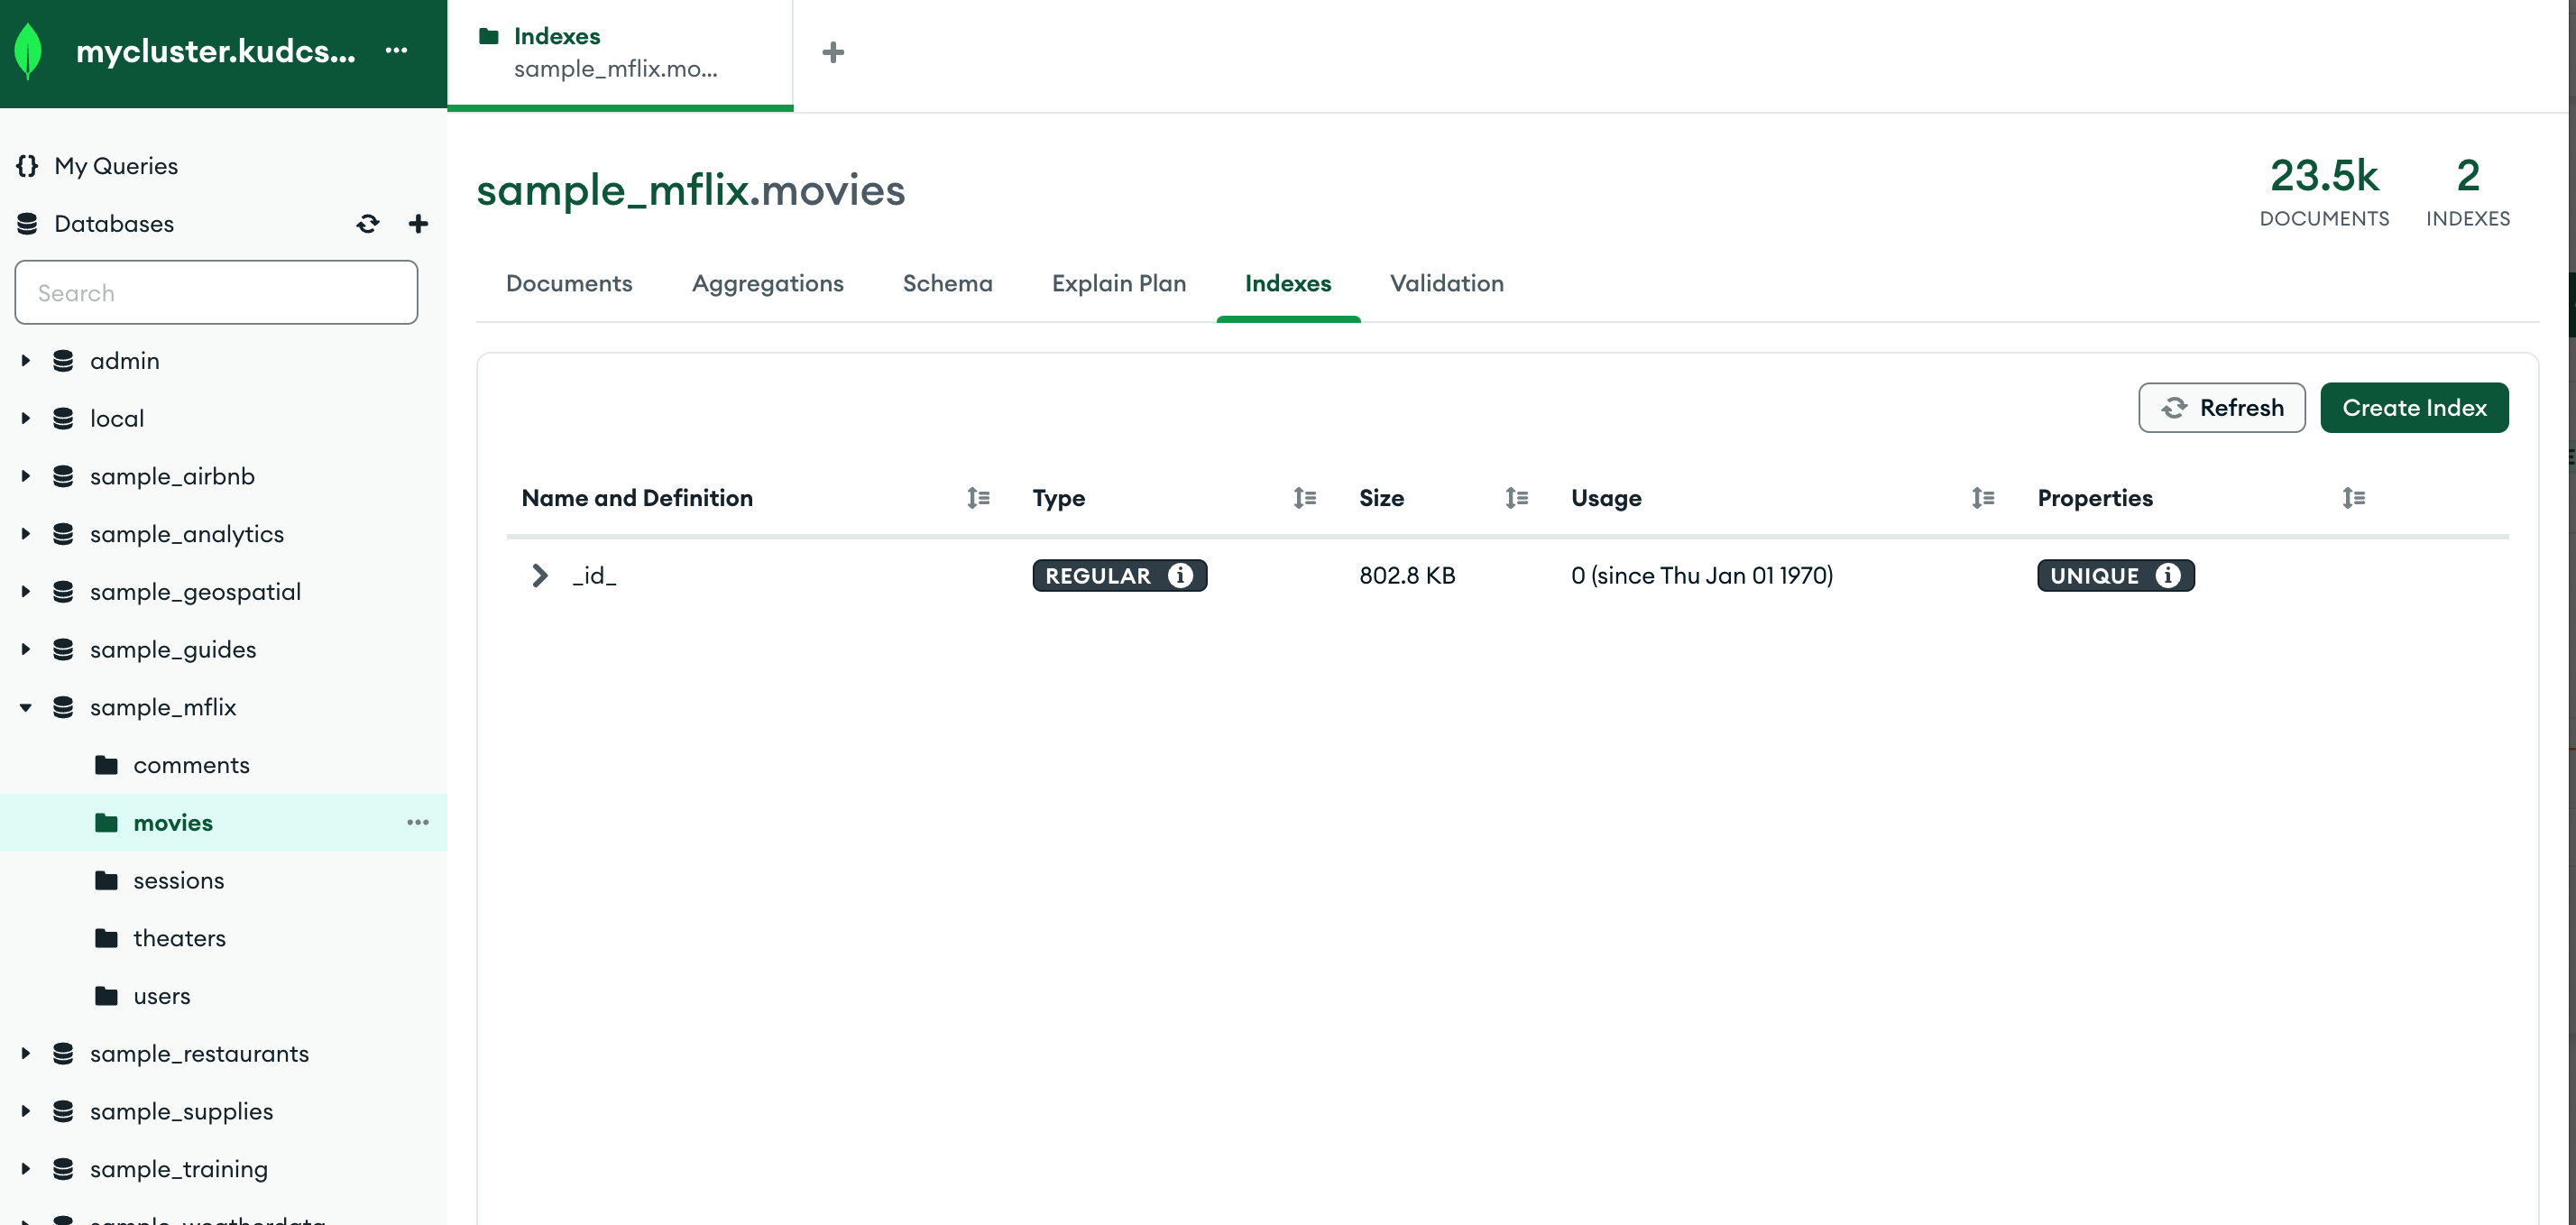 mycluster.kudcs...
Indexes
sample_mflix.mo...
My Queries
Databases
Search
admin
local
sample_airbnb
sample_analytics
sample_geospatial
sample_guides
sample_mflix
comments
movies
sessions
theaters
users
sample_restaurants
sample_supplies
sample_training
sample_weatherdata
sample_mflix.movies
23.5k
DOCUMENTS
2
INDEXES
Documents Aggregations Schema Explain Plan Indexes Validation
Refresh Create Index
Name and Definition Type Size Usage Properties
_id_ REGULAR 802.8 KB 0 (since Thu Jan 01 1970) UNIQUE